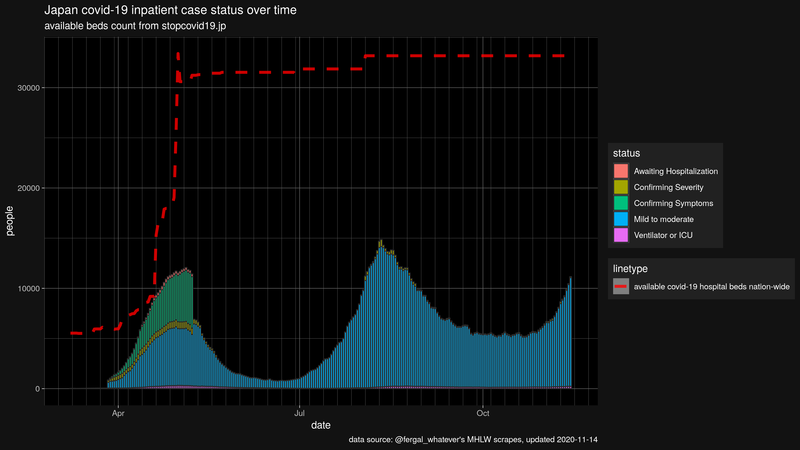 Japan covid-19 inpatient case status over time
available beds count from stopcovid19.jp
30000
20000
10000
0
people
Apr
Jul
Oct
date
status
Awaiting Hospitalization
Confirming Severity
Confirming Symptoms
Mild to moderate
Ventilator or ICU
linetype
available covid-19 hospital beds nation-wide
data source: @fergal_whatever's MHLW scrapes, updated 2020-11-14